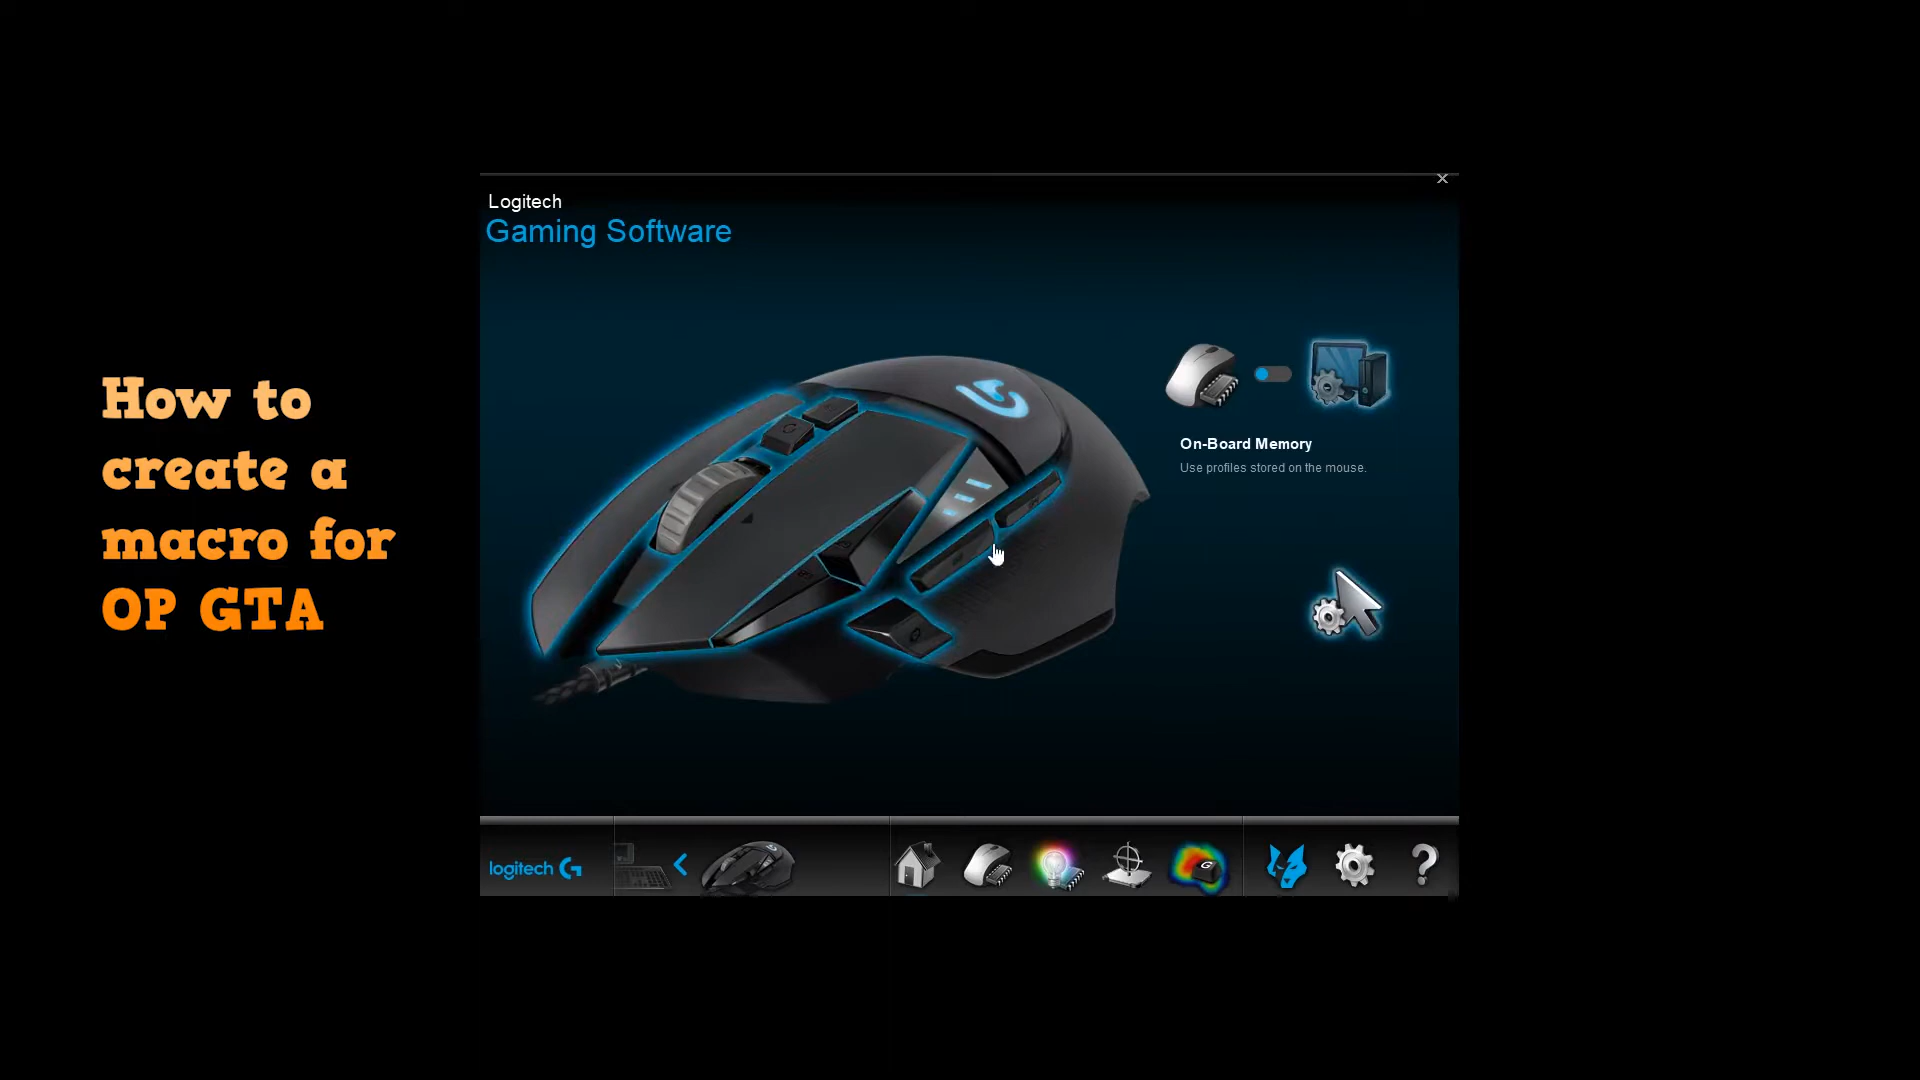 Logitech
Gaming Software
How to
create a
macro for
OP GTA
On-Board Memory
Use profiles stored on the mouse.
logitech G